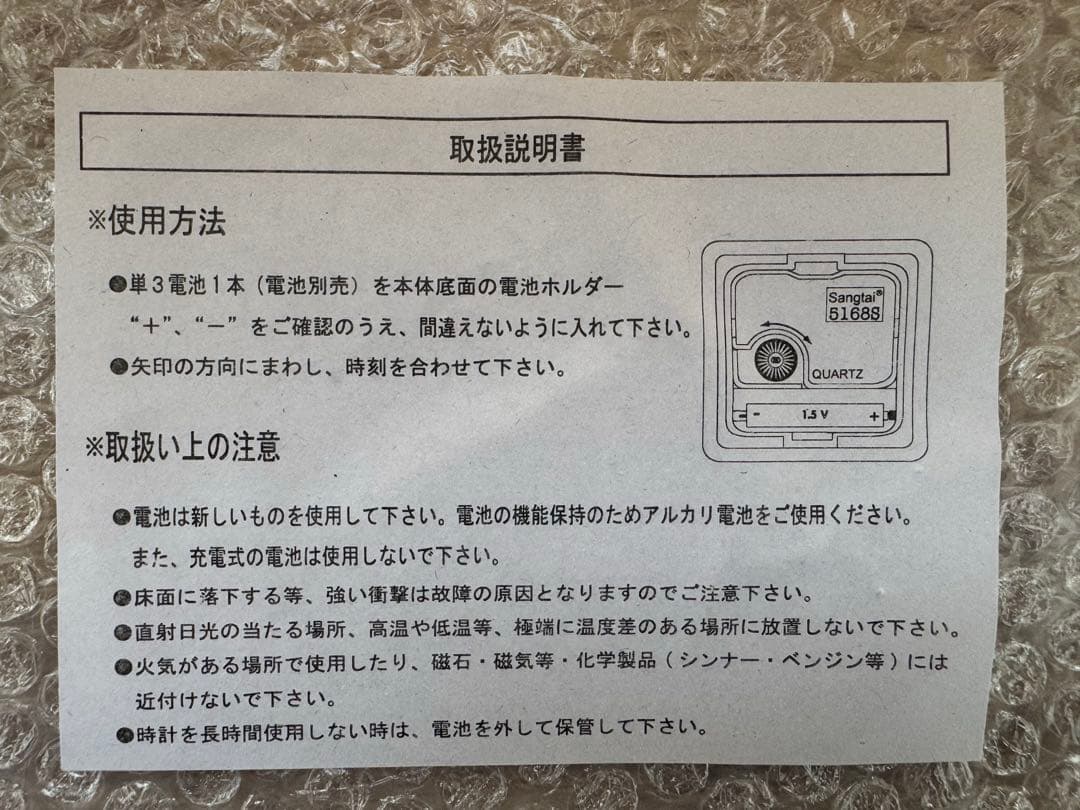 取扱説明書
※使用方法
●単3電池1本（電池別売）を本体底面の電池ホルダー
“＋”、“－” をご確認のうえ、間違えないように入れて下さい。
●矢印の方向にまわし、時刻を合わせて下さい。
Sangtai®
5168S
QUARTZ
- 1.5 V +
※取扱い上の注意
●電池は新しいものを使用して下さい。電池の機能保持のためアルカリ電池をご使用ください。
また、充電式の電池は使用しないで下さい。
●床面に落下する等、強い衝撃は故障の原因となりますのでご注意下さい。
●直射日光の当たる場所、高温や低温等、極端に温度差のある場所に放置しないで下さい。
●火気がある場所で使用したり、磁石・磁気等・化学製品（シンナー・ベンジン等）には
近付けないで下さい。
●時計を長時間使用しない時は、電池を外して保管して下さい。